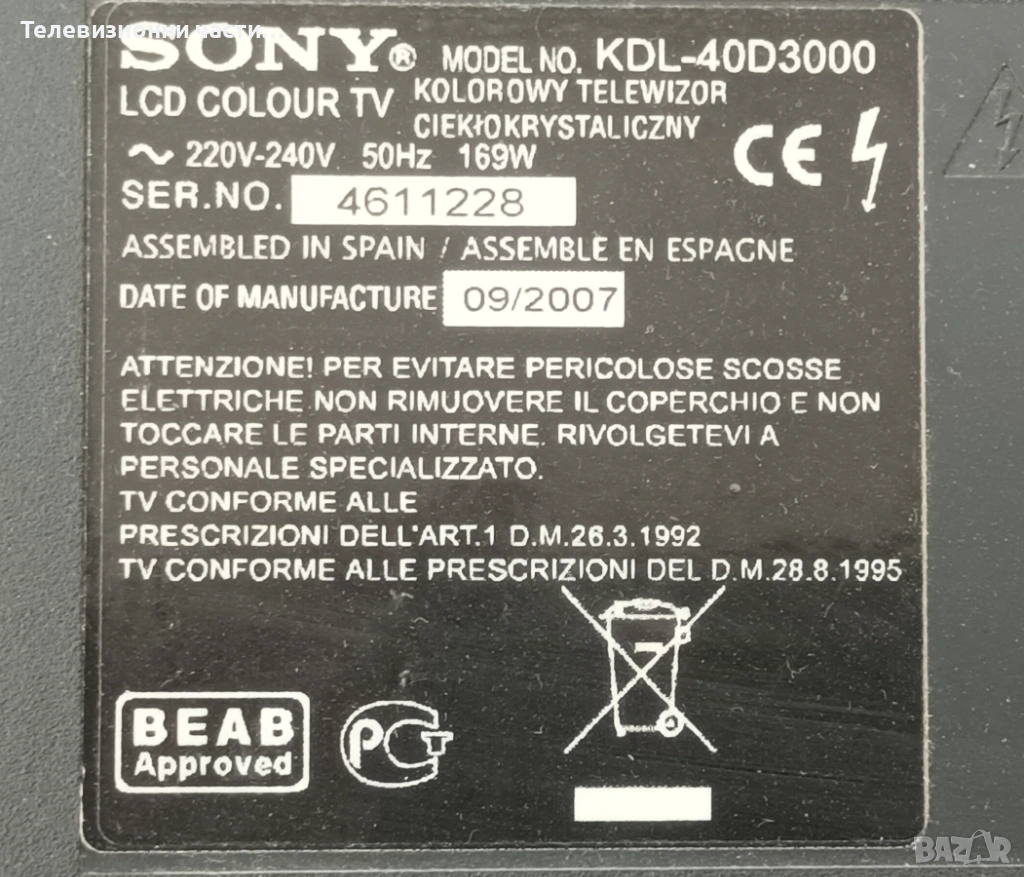 Телевизионни части...
SONY® MODEL NO. KDL-40D3000
LCD COLOUR TV KOLOROWY TELEWIZOR
CIEKŁOKRYSTALICZNY
~ 220V-240V 50Hz 169W
CE
SER.NO. 4611228
ASSEMBLED IN SPAIN / ASSEMBLE EN ESPAGNE
DATE OF MANUFACTURE 09/2007
ATTENZIONE! PER EVITARE PERICOLOSE SCOSSE
ELETTRICHE NON RIMUOVERE IL COPERCHIO E NON
TOCCARE LE PARTI INTERNE. RIVOLGETEVI A
PERSONALE SPECIALIZZATO.
TV CONFORME ALLE
PRESCRIZIONI DELL'ART.1 D.M.26.3.1992
TV CONFORME ALLE PRESCRIZIONI DEL D.M.28.8.1995
BEAB
Approved
PCT
BAZAR